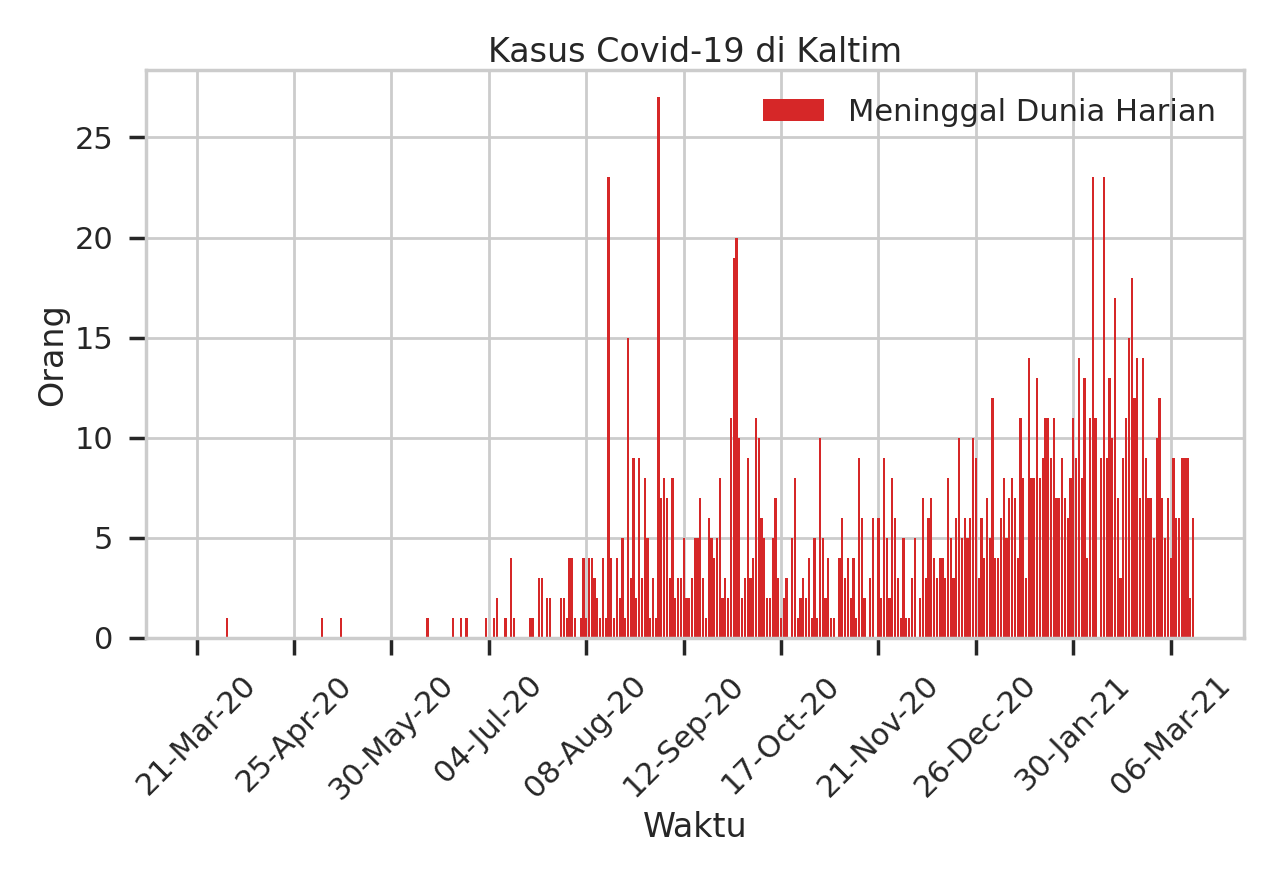 Kasus Covid-19 di Kaltim
Meninggal Dunia Harian
25
20
15
10
5
0
Orang
21-Mar-20
25-Apr-20
30-May-20
04-Jul-20
08-Aug-20
12-Sep-20
17-Oct-20
21-Nov-20
26-Dec-20
30-Jan-21
06-Mar-21
Waktu